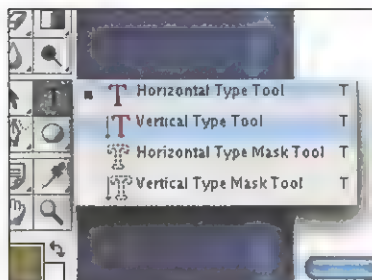 Horizontal Type Tool T
Vertical Type Tool T
Horizontal Type Mask Tool T
Vertical Type Mask Tool T